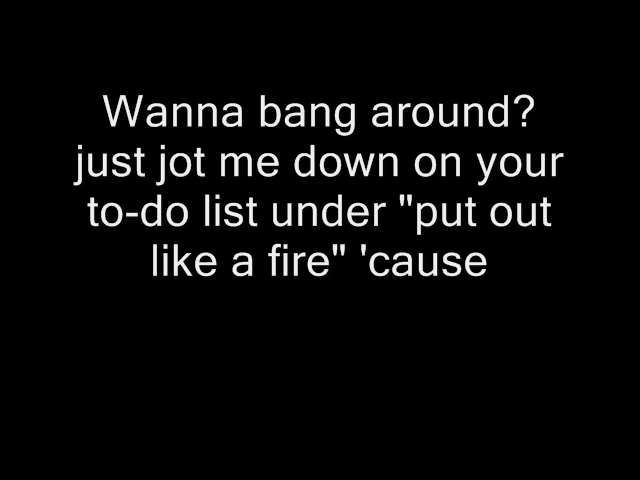 Wanna bang around?
just jot me down on your
to-do list under "put out
like a fire" 'cause